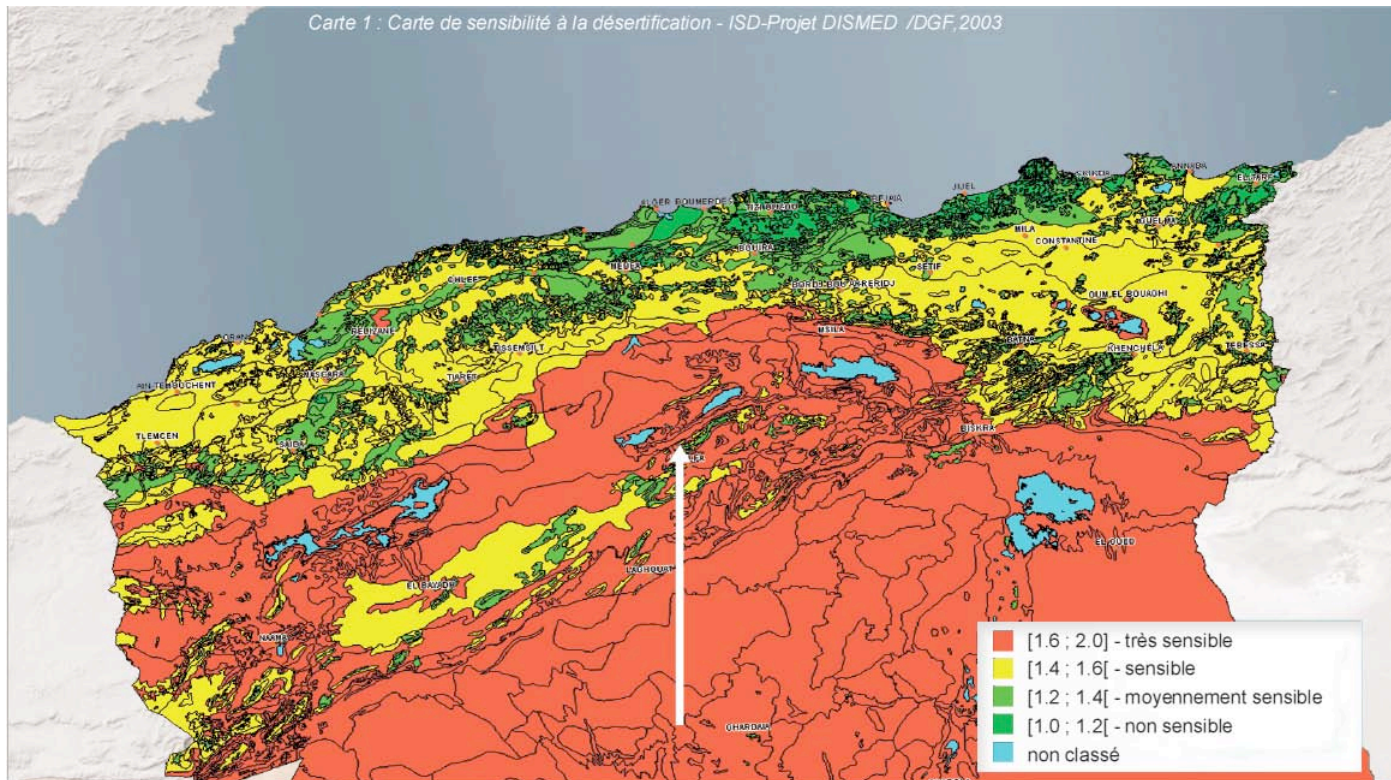 Carte 1 : Carte de sensibilité à la désertification - ISD-Projet DISMED /DGF,2003
ANNABA
SKIKDA
EL TARF
JIJEL
BEJAIA
ALGER BOUMERDES
TIZI OUZOU
GUELMA
MILA
CONSTANTINE
BOUIRA
MEDEA
SETIF
CHLEF
BORDJ BOU ARRERIDJ
OUM EL BOUAGHI
RELIZANE
MSILA
ORAN
BATNA
KHENCHELA
TEBESSA
TISSEMSILT
MASCARA
TIARET
AIN TEMOUCHENT
TLEMCEN
SAIDA
BISKRA
EL OUED
LAGHOUAT
EL BAYADH
NAAMA
GHARDAIA
[1.6 ; 2.0] - très sensible
[1.4 ; 1.6[ - sensible
[1.2 ; 1.4[ - moyennement sensible
[1.0 ; 1.2[ - non sensible
non classé